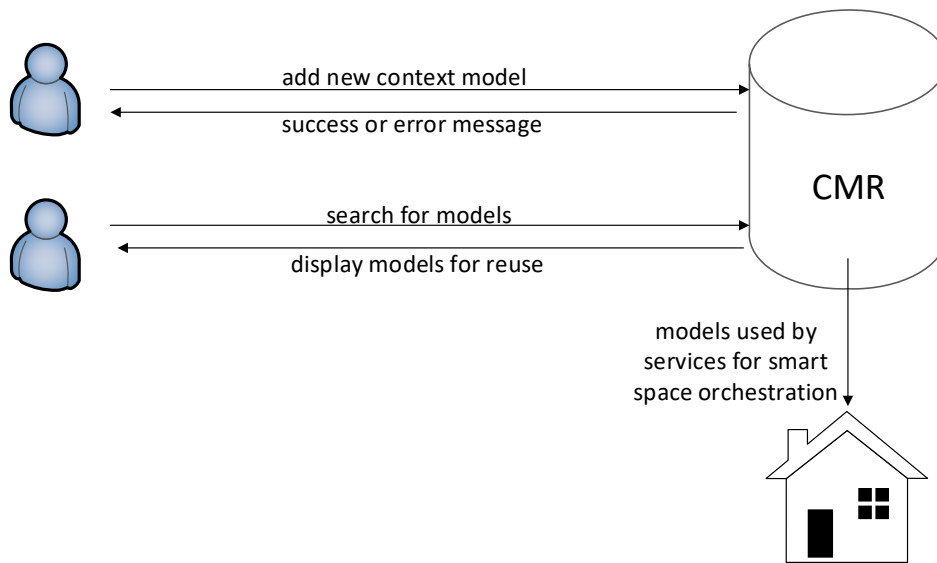 add new context model
success or error message
CMR
search for models
display models for reuse
models used by
services for smart
space orchestration